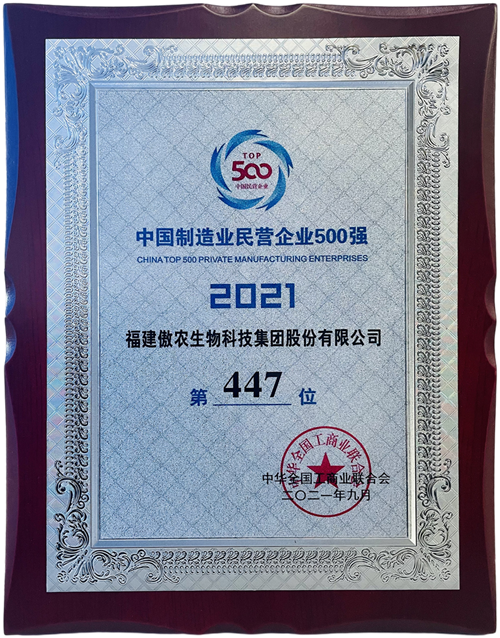 TOP
500
中国民营企业
中国制造业民营企业500强
CHINA TOP 500 PRIVATE MANUFACTURING ENTERPRISES
2021
福建傲农生物科技集团股份有限公司
第 447 位
中华全国工商业联合会
中华全国工商业联合会
二〇二一年九月